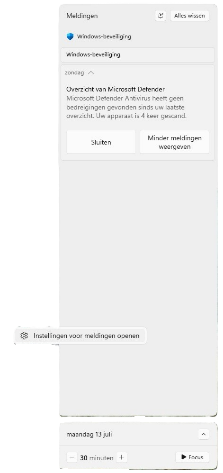 Meldingen
Alles wissen
Windows-beveiliging
Windows-beveiliging
zondag
Overzicht van Microsoft Defender
Microsoft Defender Antivirus heeft geen
bedreigingen gevonden sinds uw laatste
overzicht. Uw apparaat is 4 keer gescand.
Sluiten
Minder meldingen
weergeven
Instellingen voor meldingen openen
maandag 13 juli
30 minuten
Focus